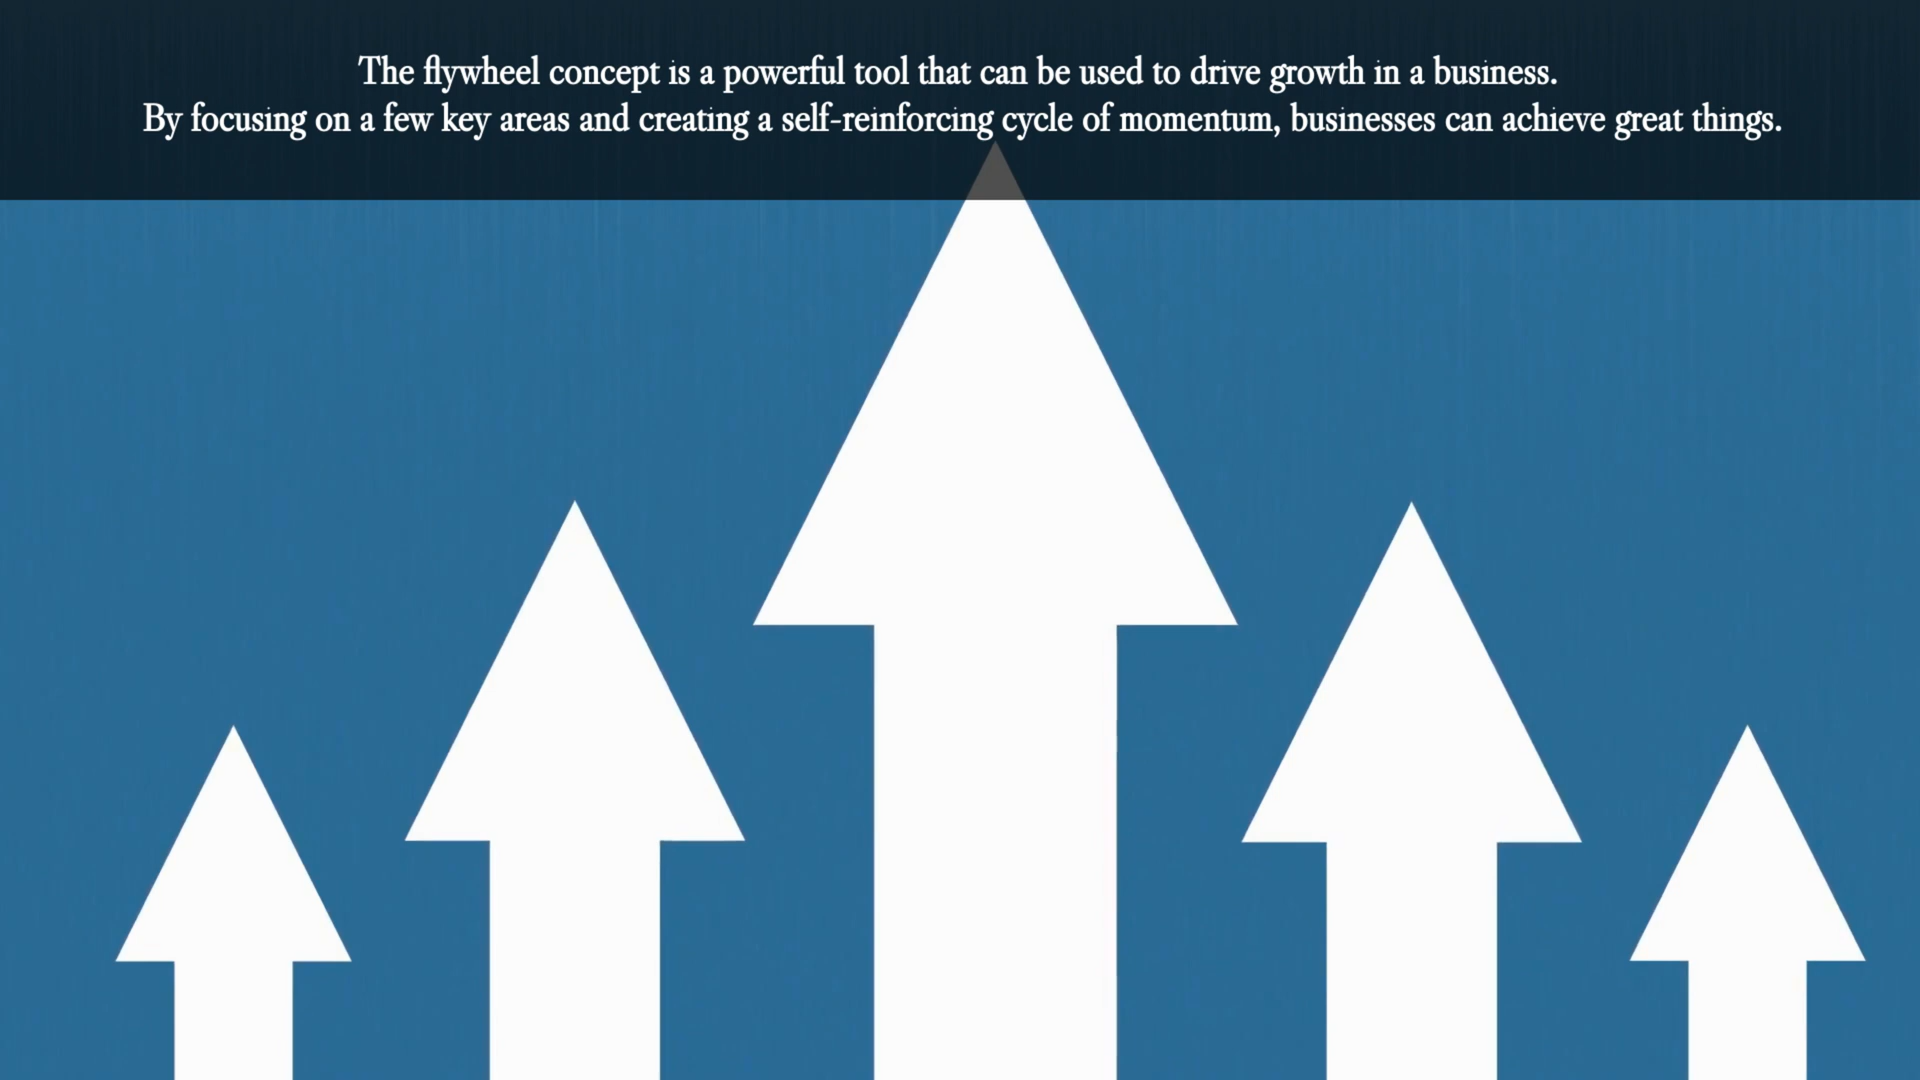 The flywheel concept is a powerful tool that can be used to drive growth in a business.
By focusing on a few key areas and creating a self-reinforcing cycle of momentum, businesses can achieve great things.